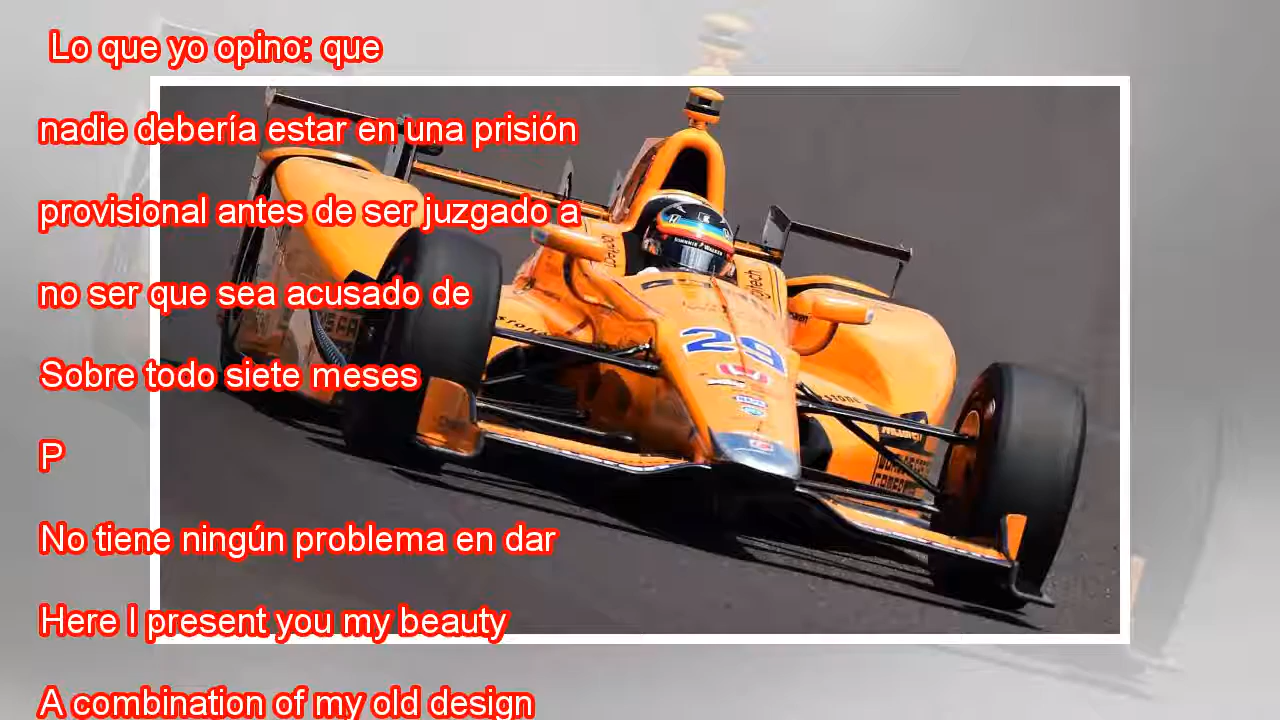 Lo que yo opino: que
nadie debería estar en una prisión
provisional antes de ser juzgado a
no ser que sea acusado de
Sobre todo siete meses
P
No tiene ningún problema en dar
Here I present you my beauty
A combination of my old design
29